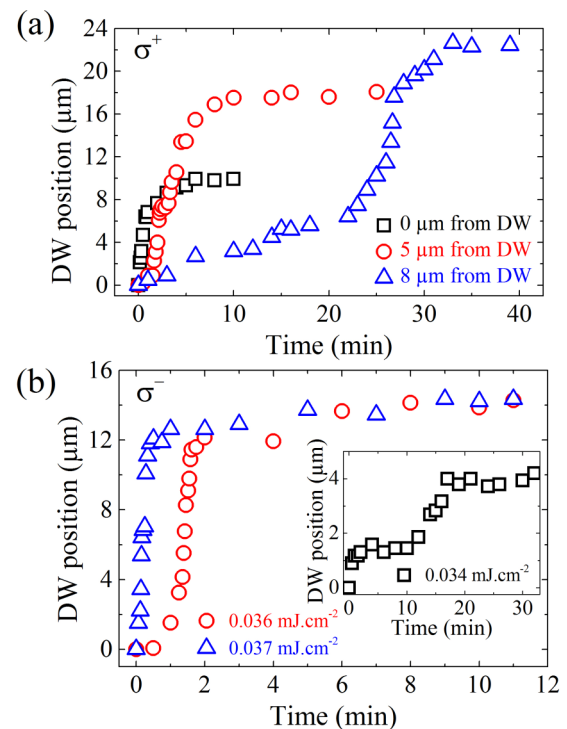 (a)
σ+
24
20
16
12
8
4
0
DW position (µm)
0 µm from DW
5 µm from DW
8 µm from DW
0 10 20 30 40
Time (min)
(b)
σ−
16
12
8
4
0
DW position (µm)
0.036 mJ.cm-2
0.037 mJ.cm-2
4
2
0
DW position (µm)
0.034 mJ.cm-2
0 10 20 30
Time (min)
0 2 4 6 8 10 12
Time (min)